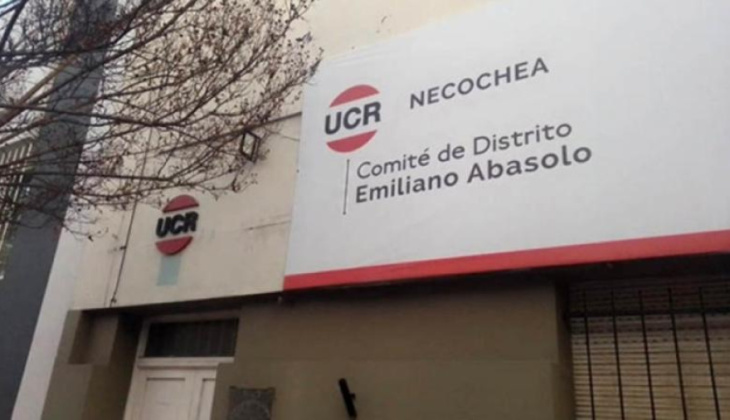 UCR NECOCHEA
Comité de Distrito
Emiliano Abasolo
UCR